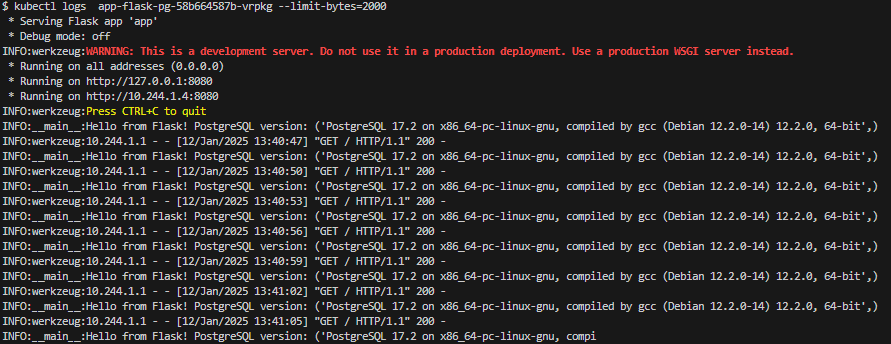 $ kubectl logs  app-flask-pg-58b664587b-vrpkg --limit-bytes=2000
 * Serving Flask app 'app'
 * Debug mode: off
INFO:werkzeug:WARNING: This is a development server. Do not use it in a production deployment. Use a production WSGI server instead.
 * Running on all addresses (0.0.0.0)
 * Running on http://127.0.0.1:8080
 * Running on http://10.244.1.4:8080
INFO:werkzeug:Press CTRL+C to quit
INFO:__main__:Hello from Flask! PostgreSQL version: ('PostgreSQL 17.2 on x86_64-pc-linux-gnu, compiled by gcc (Debian 12.2.0-14) 12.2.0, 64-bit',)
INFO:werkzeug:10.244.1.1 - - [12/Jan/2025 13:40:47] "GET / HTTP/1.1" 200 -
INFO:__main__:Hello from Flask! PostgreSQL version: ('PostgreSQL 17.2 on x86_64-pc-linux-gnu, compiled by gcc (Debian 12.2.0-14) 12.2.0, 64-bit',)
INFO:werkzeug:10.244.1.1 - - [12/Jan/2025 13:40:50] "GET / HTTP/1.1" 200 -
INFO:__main__:Hello from Flask! PostgreSQL version: ('PostgreSQL 17.2 on x86_64-pc-linux-gnu, compiled by gcc (Debian 12.2.0-14) 12.2.0, 64-bit',)
INFO:werkzeug:10.244.1.1 - - [12/Jan/2025 13:40:53] "GET / HTTP/1.1" 200 -
INFO:__main__:Hello from Flask! PostgreSQL version: ('PostgreSQL 17.2 on x86_64-pc-linux-gnu, compiled by gcc (Debian 12.2.0-14) 12.2.0, 64-bit',)
INFO:werkzeug:10.244.1.1 - - [12/Jan/2025 13:40:56] "GET / HTTP/1.1" 200 -
INFO:__main__:Hello from Flask! PostgreSQL version: ('PostgreSQL 17.2 on x86_64-pc-linux-gnu, compiled by gcc (Debian 12.2.0-14) 12.2.0, 64-bit',)
INFO:werkzeug:10.244.1.1 - - [12/Jan/2025 13:40:59] "GET / HTTP/1.1" 200 -
INFO:__main__:Hello from Flask! PostgreSQL version: ('PostgreSQL 17.2 on x86_64-pc-linux-gnu, compiled by gcc (Debian 12.2.0-14) 12.2.0, 64-bit',)
INFO:werkzeug:10.244.1.1 - - [12/Jan/2025 13:41:02] "GET / HTTP/1.1" 200 -
INFO:__main__:Hello from Flask! PostgreSQL version: ('PostgreSQL 17.2 on x86_64-pc-linux-gnu, compiled by gcc (Debian 12.2.0-14) 12.2.0, 64-bit',)
INFO:werkzeug:10.244.1.1 - - [12/Jan/2025 13:41:05] "GET / HTTP/1.1" 200 -
INFO:__main__:Hello from Flask! PostgreSQL version: ('PostgreSQL 17.2 on x86_64-pc-linux-gnu, compi